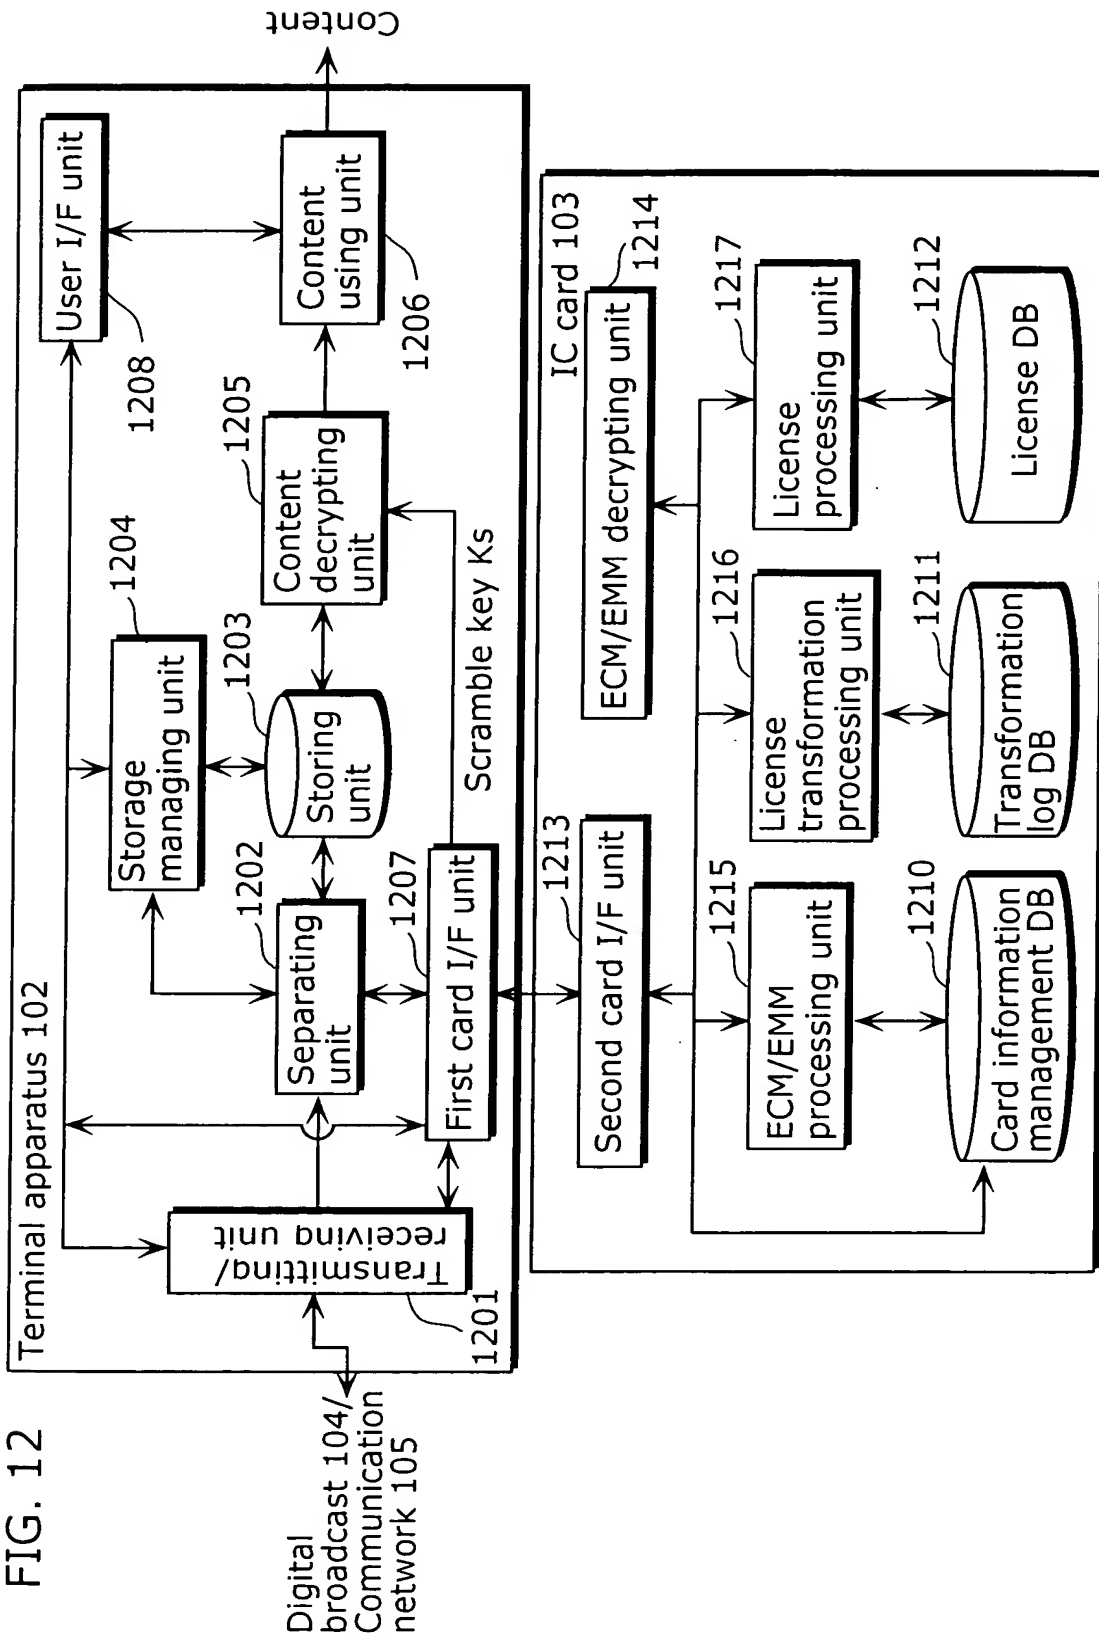 FIG. 12
Terminal apparatus 102
Digital
broadcast 104/
Communication
network 105
Transmitting/
receiving unit
1201
Separating
unit
1202
Storing
unit
1203
Storage
managing unit
1204
Content
decrypting
unit
1205
Content
using unit
1206
User I/F unit
1208
Content
First card I/F unit
1207
Scramble key Ks
IC card 103
Second card I/F unit
1213
ECM/EMM decrypting unit
1214
ECM/EMM
processing unit
1215
License
transformation
processing unit
1216
License
processing unit
1217
Card information
management DB
1210
Transformation
log DB
1211
License DB
1212